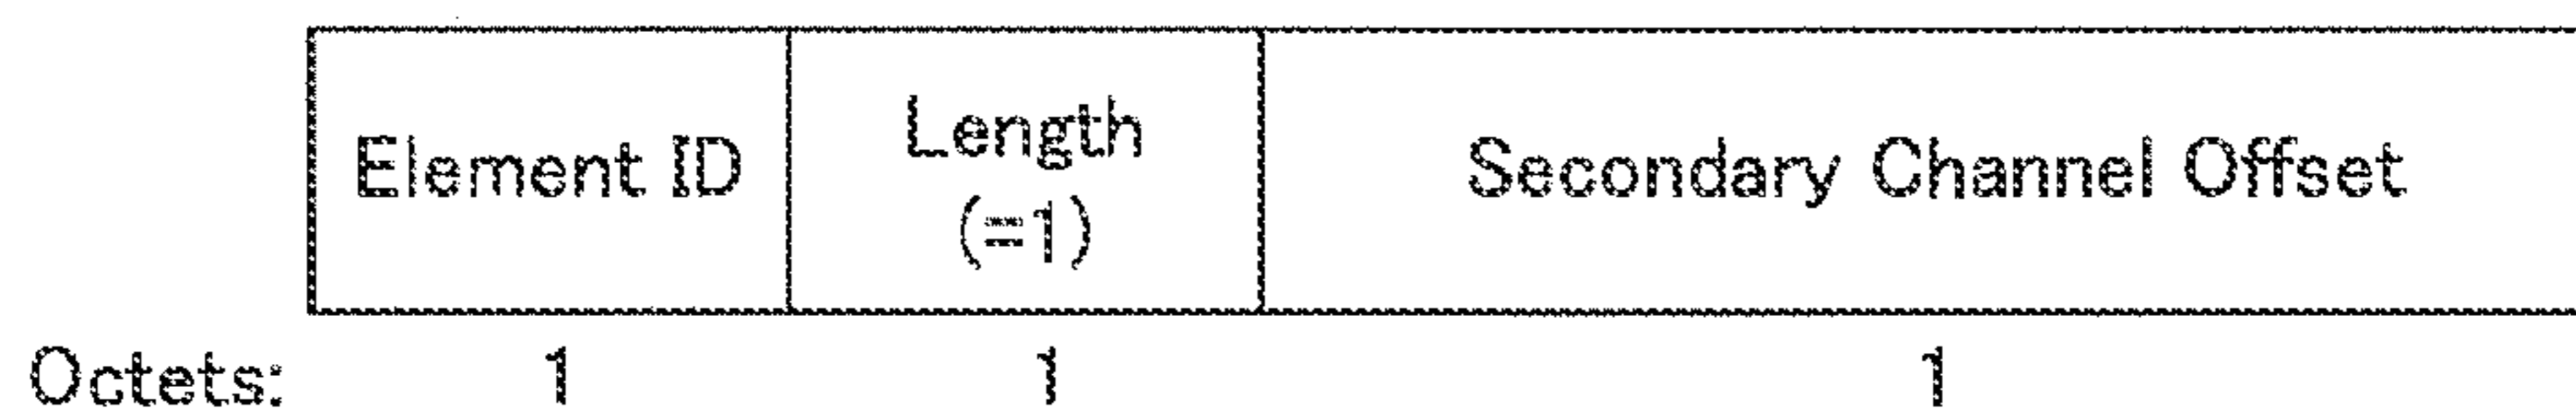 Element ID
Length
(=1)
Secondary Channel Offset
Octets: 1 1 1